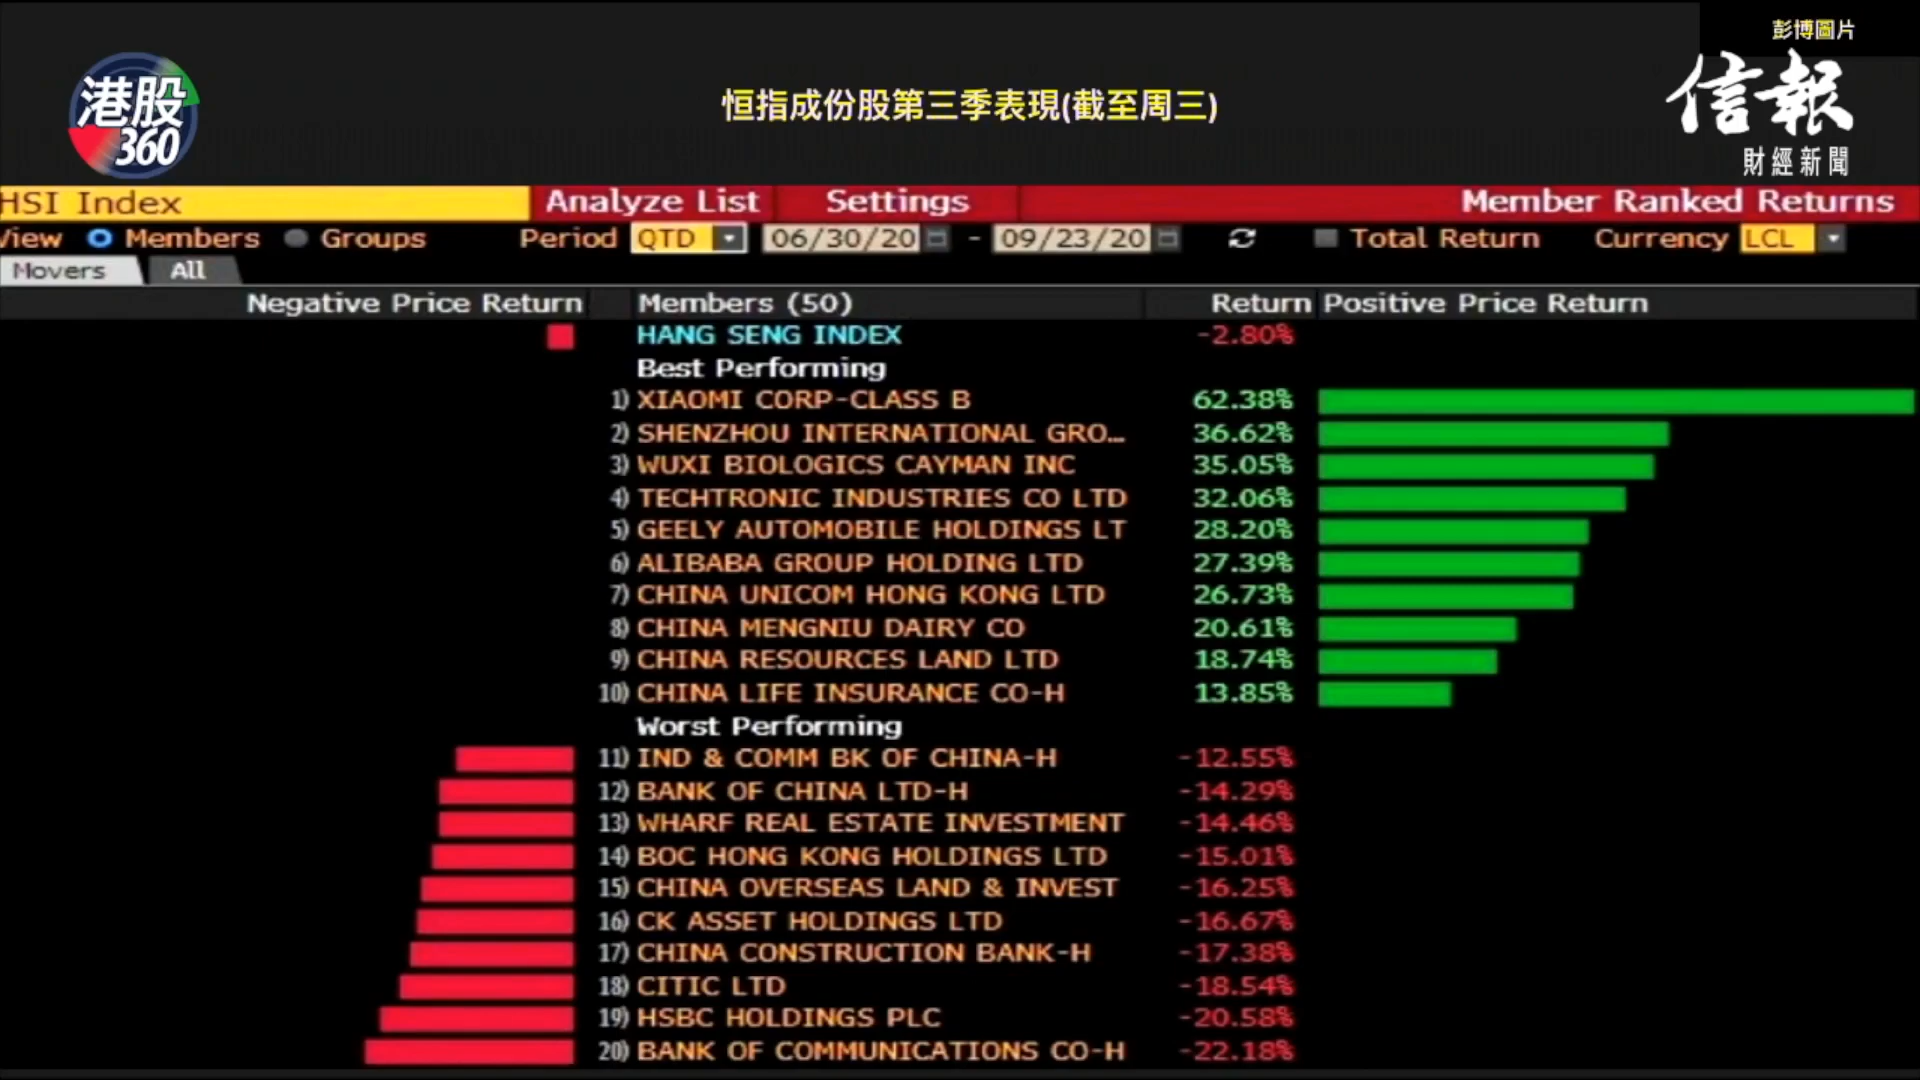 彭博圖片
港股
360
恒指成份股第三季表現(截至周三)
信報
財經新聞
HSI Index Analyze List Settings Member Ranked Returns
View Members Groups Period QTD 06/30/20 - 09/23/20 Total Return Currency LCL
Movers All
Negative Price Return Members (50) Return Positive Price Return
HANG SENG INDEX -2.80%
Best Performing
1) XIAOMI CORP-CLASS B 62.38%
2) SHENZHOU INTERNATIONAL GRO… 36.62%
3) WUXI BIOLOGICS CAYMAN INC 35.05%
4) TECHTRONIC INDUSTRIES CO LTD 32.06%
5) GEELY AUTOMOBILE HOLDINGS LT 28.20%
6) ALIBABA GROUP HOLDING LTD 27.39%
7) CHINA UNICOM HONG KONG LTD 26.73%
8) CHINA MENGNIU DAIRY CO 20.61%
9) CHINA RESOURCES LAND LTD 18.74%
10) CHINA LIFE INSURANCE CO-H 13.85%
Worst Performing
11) IND & COMM BK OF CHINA-H -12.55%
12) BANK OF CHINA LTD-H -14.29%
13) WHARF REAL ESTATE INVESTMENT -14.46%
14) BOC HONG KONG HOLDINGS LTD -15.01%
15) CHINA OVERSEAS LAND & INVEST -16.25%
16) CK ASSET HOLDINGS LTD -16.67%
17) CHINA CONSTRUCTION BANK-H -17.38%
18) CITIC LTD -18.54%
19) HSBC HOLDINGS PLC -20.58%
20) BANK OF COMMUNICATIONS CO-H -22.18%